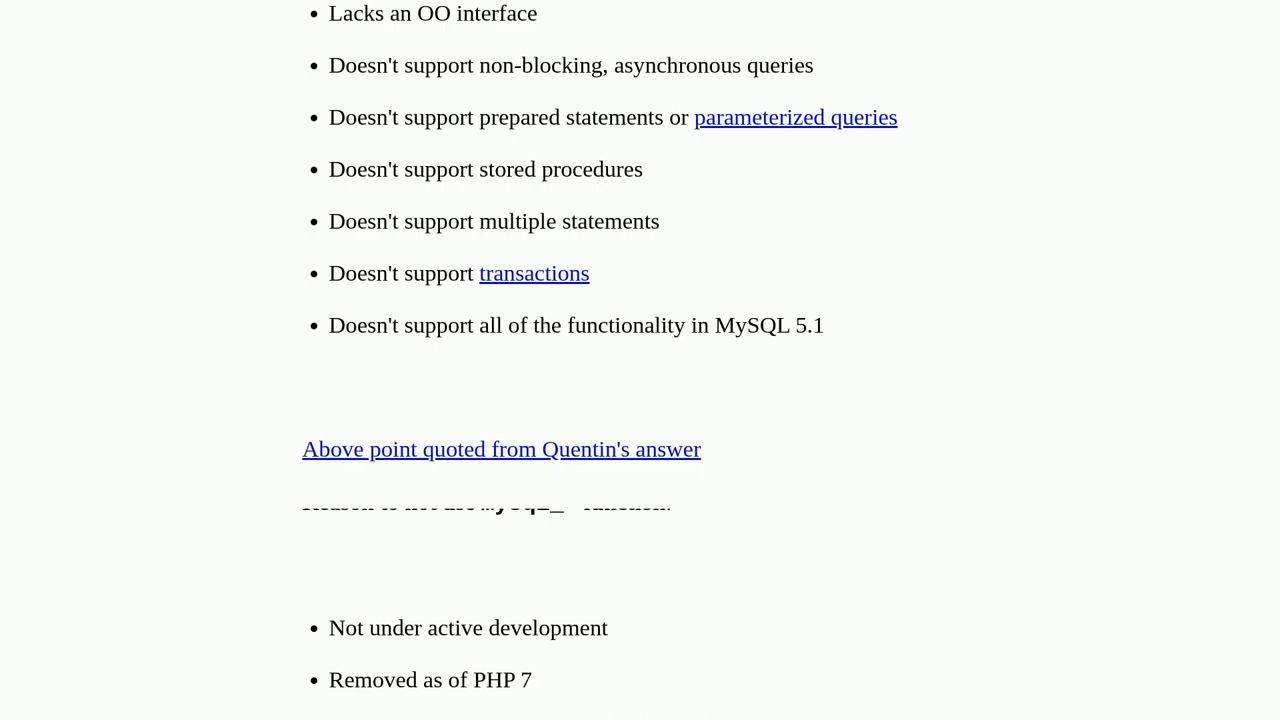 Lacks an OO interface
Doesn't support non-blocking, asynchronous queries
Doesn't support prepared statements or parameterized queries
Doesn't support stored procedures
Doesn't support multiple statements
Doesn't support transactions
Doesn't support all of the functionality in MySQL 5.1
Above point quoted from Quentin's answer
Not under active development
Removed as of PHP 7